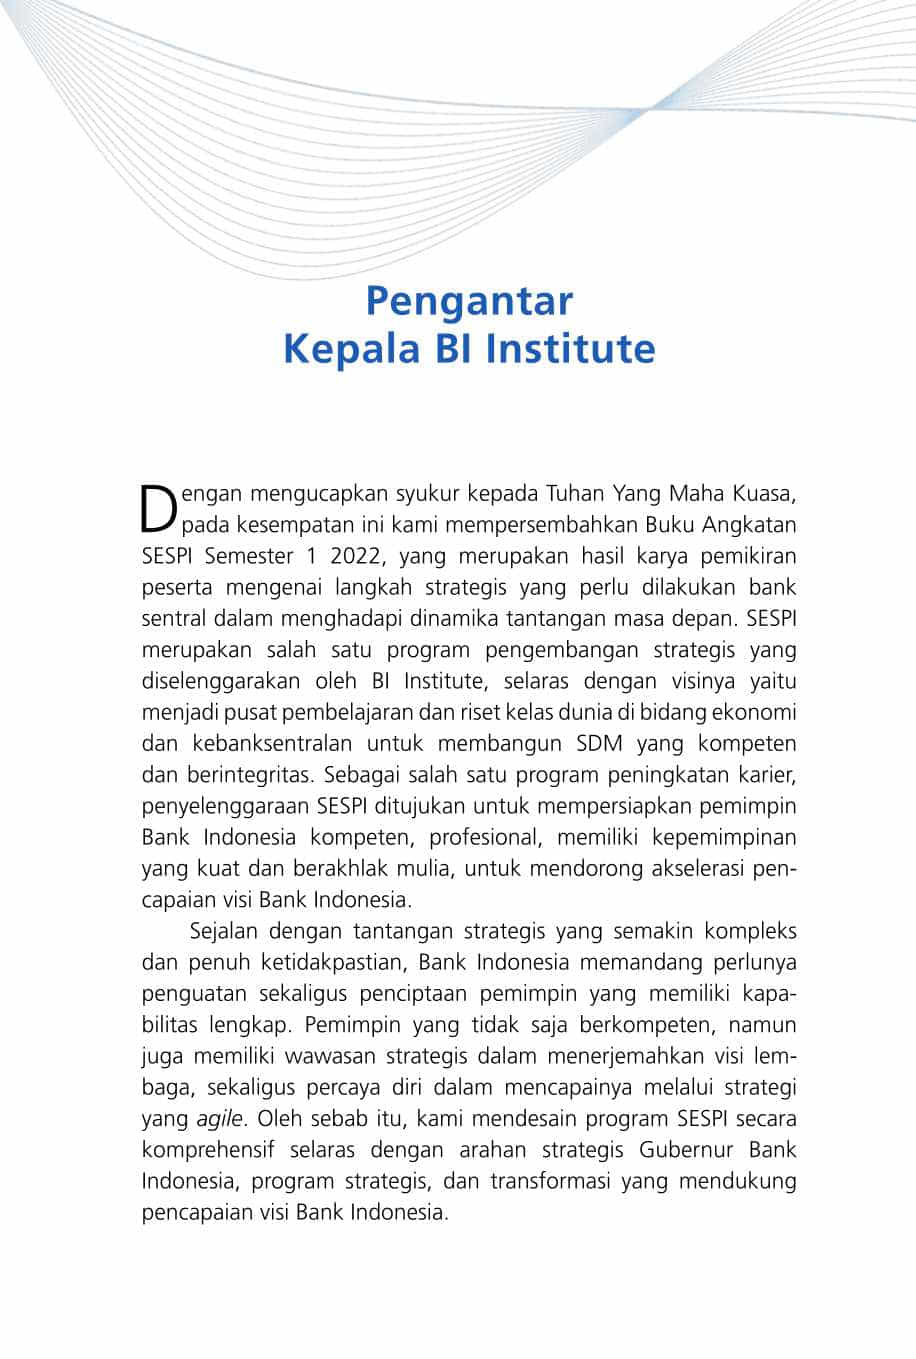 Pengantar
Kepala BI Institute
Dengan mengucapkan syukur kepada Tuhan Yang Maha Kuasa,
pada kesempatan ini kami mempersembahkan Buku Angkatan
SESPI Semester 1 2022, yang merupakan hasil karya pemikiran
peserta mengenai langkah strategis yang perlu dilakukan bank
sentral dalam menghadapi dinamika tantangan masa depan. SESPI
merupakan salah satu program pengembangan strategis yang
diselenggarakan oleh BI Institute, selaras dengan visinya yaitu
menjadi pusat pembelajaran dan riset kelas dunia di bidang ekonomi
dan kebanksentralan untuk membangun SDM yang kompeten
dan berintegritas. Sebagai salah satu program peningkatan karier,
penyelenggaraan SESPI ditujukan untuk mempersiapkan pemimpin
Bank Indonesia kompeten, profesional, memiliki kepemimpinan
yang kuat dan berakhlak mulia, untuk mendorong akselerasi pen-
capaian visi Bank Indonesia.
Sejalan dengan tantangan strategis yang semakin kompleks
dan penuh ketidakpastian, Bank Indonesia memandang perlunya
penguatan sekaligus penciptaan pemimpin yang memiliki kapa-
bilitas lengkap. Pemimpin yang tidak saja berkompeten, namun
juga memiliki wawasan strategis dalam menerjemahkan visi lem-
baga, sekaligus percaya diri dalam mencapainya melalui strategi
yang agile. Oleh sebab itu, kami mendesain program SESPI secara
komprehensif selaras dengan arahan strategis Gubernur Bank
Indonesia, program strategis, dan transformasi yang mendukung
pencapaian visi Bank Indonesia.